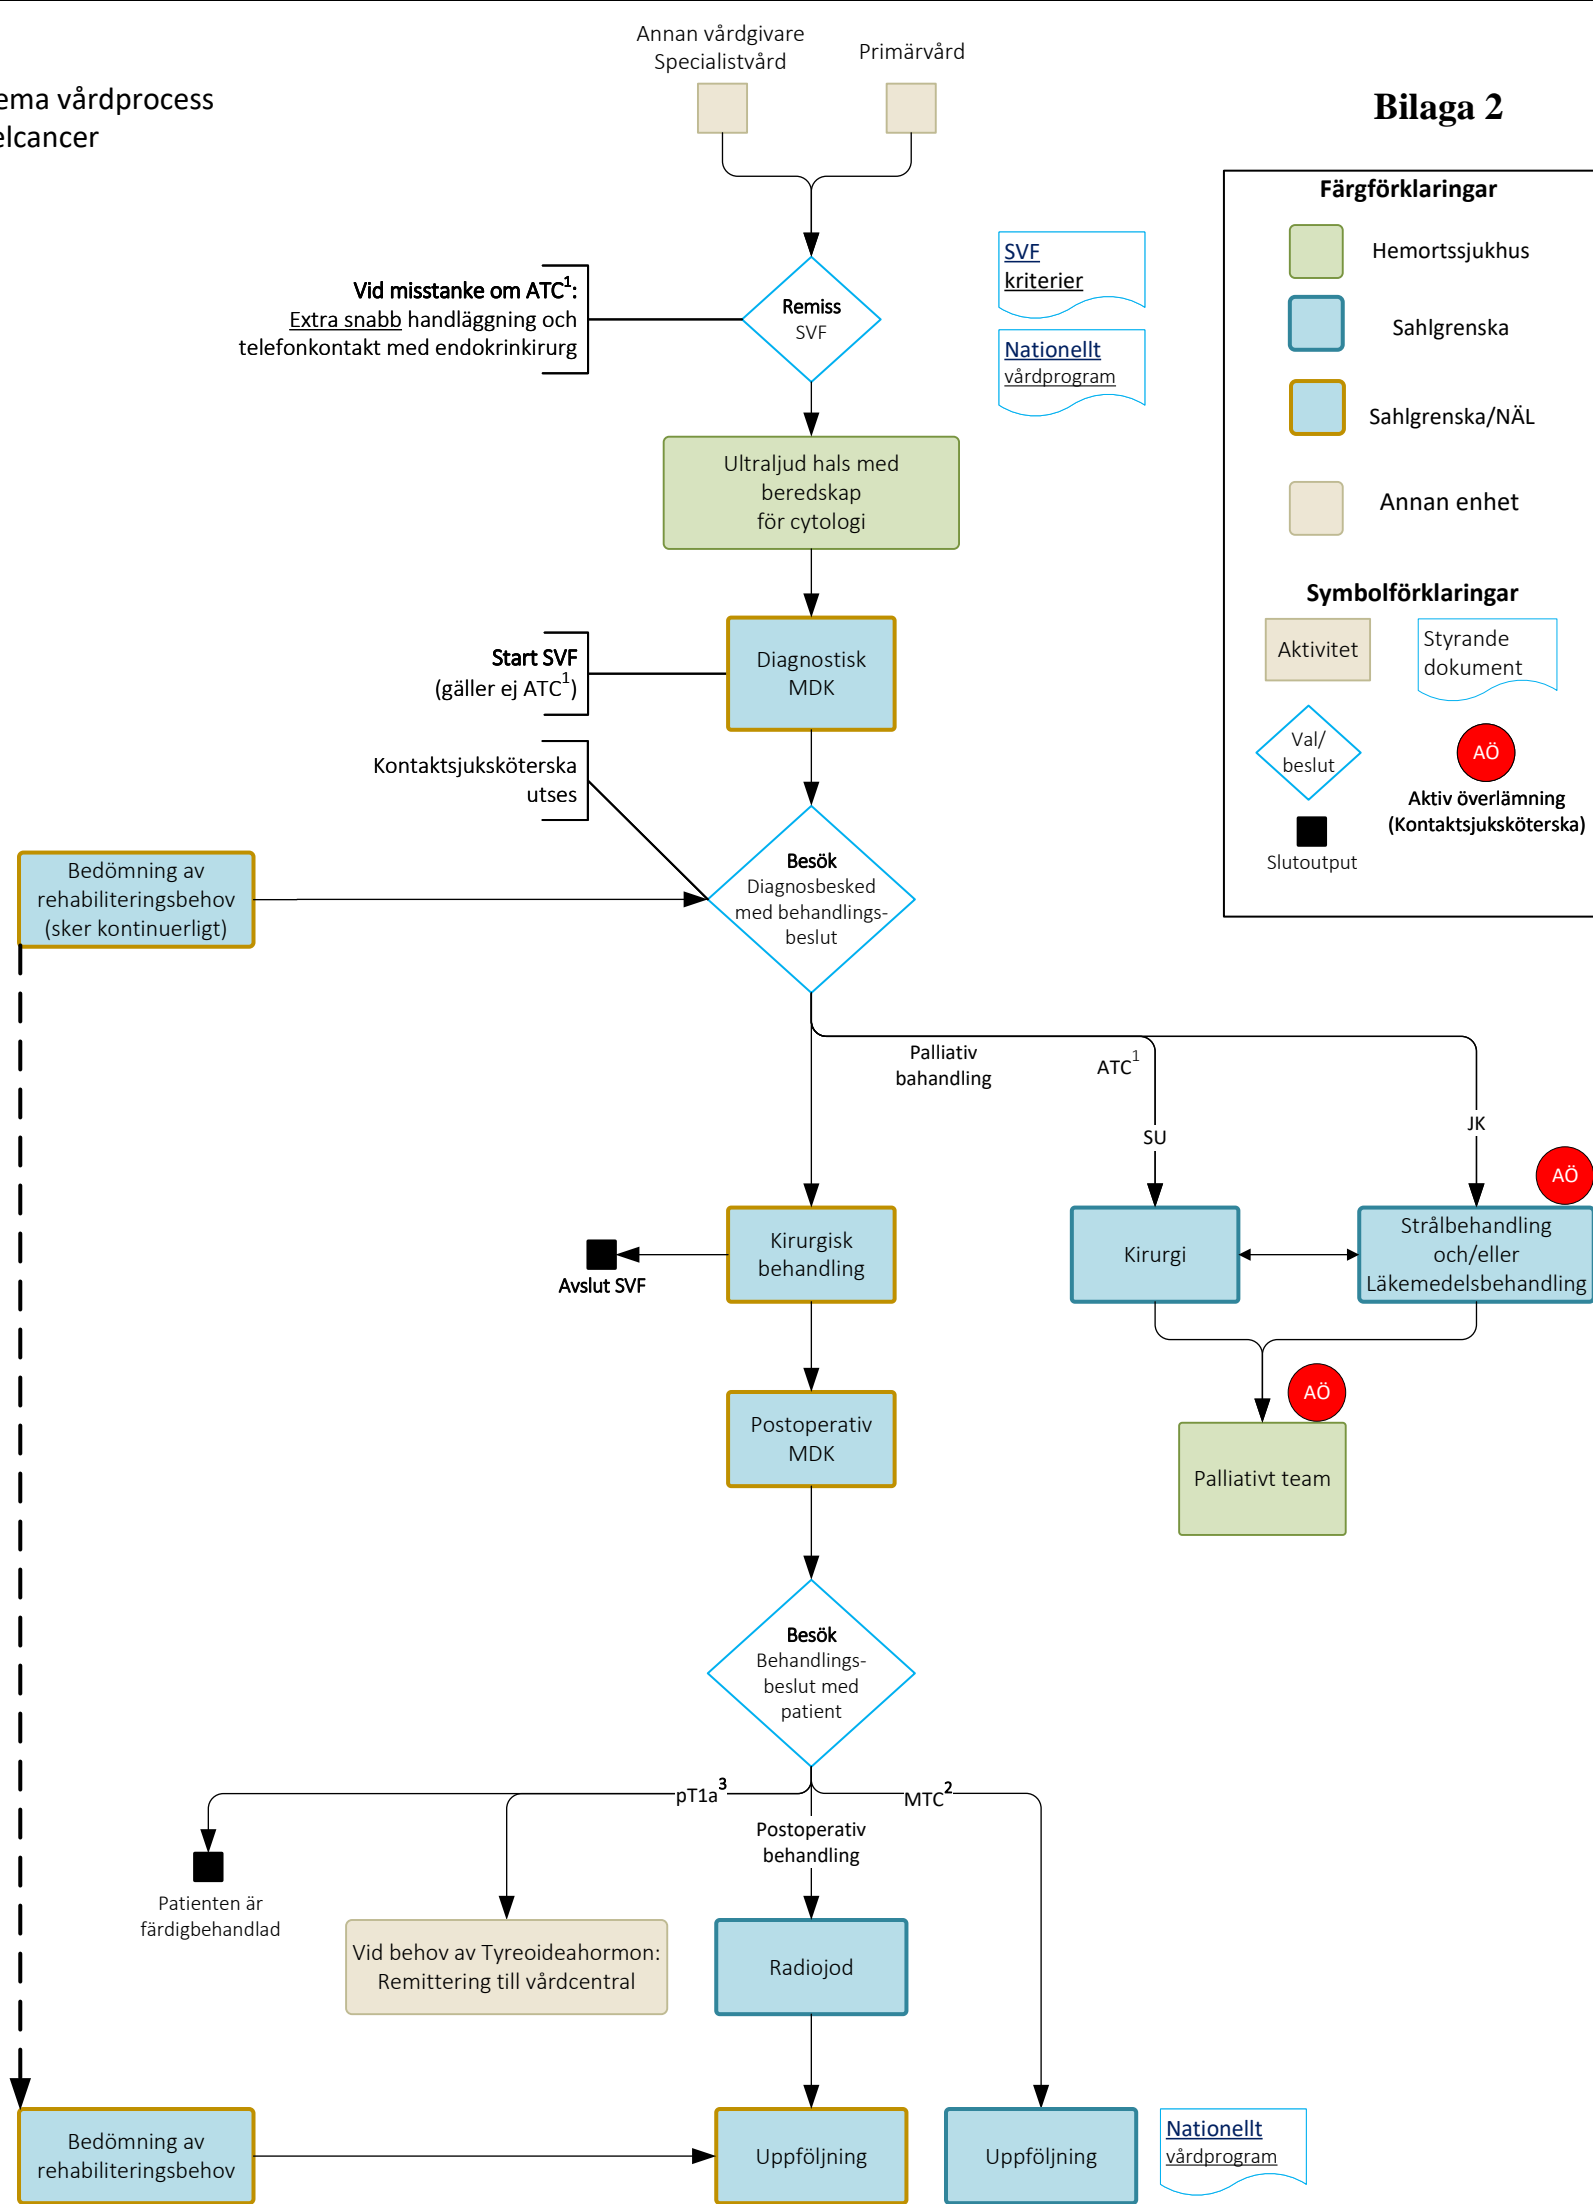 Annan vårdgivare
Specialistvård
Primärvård
ema vårdprocess
elcancer
Bilaga 2
Färgförklaringar
Hemortssjukhus
Sahlgrenska
Sahlgrenska/NÄL
Annan enhet
Symbolförklaringar
Aktivitet
Styrande
dokument
Val/
beslut
AÖ
Aktiv överlämning
(Kontaktsjuksköterska)
Slutoutput
SVF
kriterier
Nationellt
vårdprogram
Vid misstanke om ATC¹:
Extra snabb handläggning och
telefonkontakt med endokrinkirurg
Remiss
SVF
Ultraljud hals med
beredskap
för cytologi
Start SVF
(gäller ej ATC¹)
Diagnostisk
MDK
Kontaktsjuksköterska
utses
Bedömning av
rehabiliteringsbehov
(sker kontinuerligt)
Besök
Diagnosbesked
med behandlings-
beslut
Palliativ
bahandling
ATC¹
SU
JK
AÖ
Kirurgisk
behandling
Avslut SVF
Kirurgi
Strålbehandling
och/eller
Läkemedelsbehandling
Postoperativ
MDK
AÖ
Palliativt team
Besök
Behandlings-
beslut med
patient
pT1a³
MTC²
Postoperativ
behandling
Patienten är
färdigbehandlad
Vid behov av Tyreoideahormon:
Remittering till vårdcentral
Radiojod
Bedömning av
rehabiliteringsbehov
Uppföljning
Uppföljning
Nationellt
vårdprogram